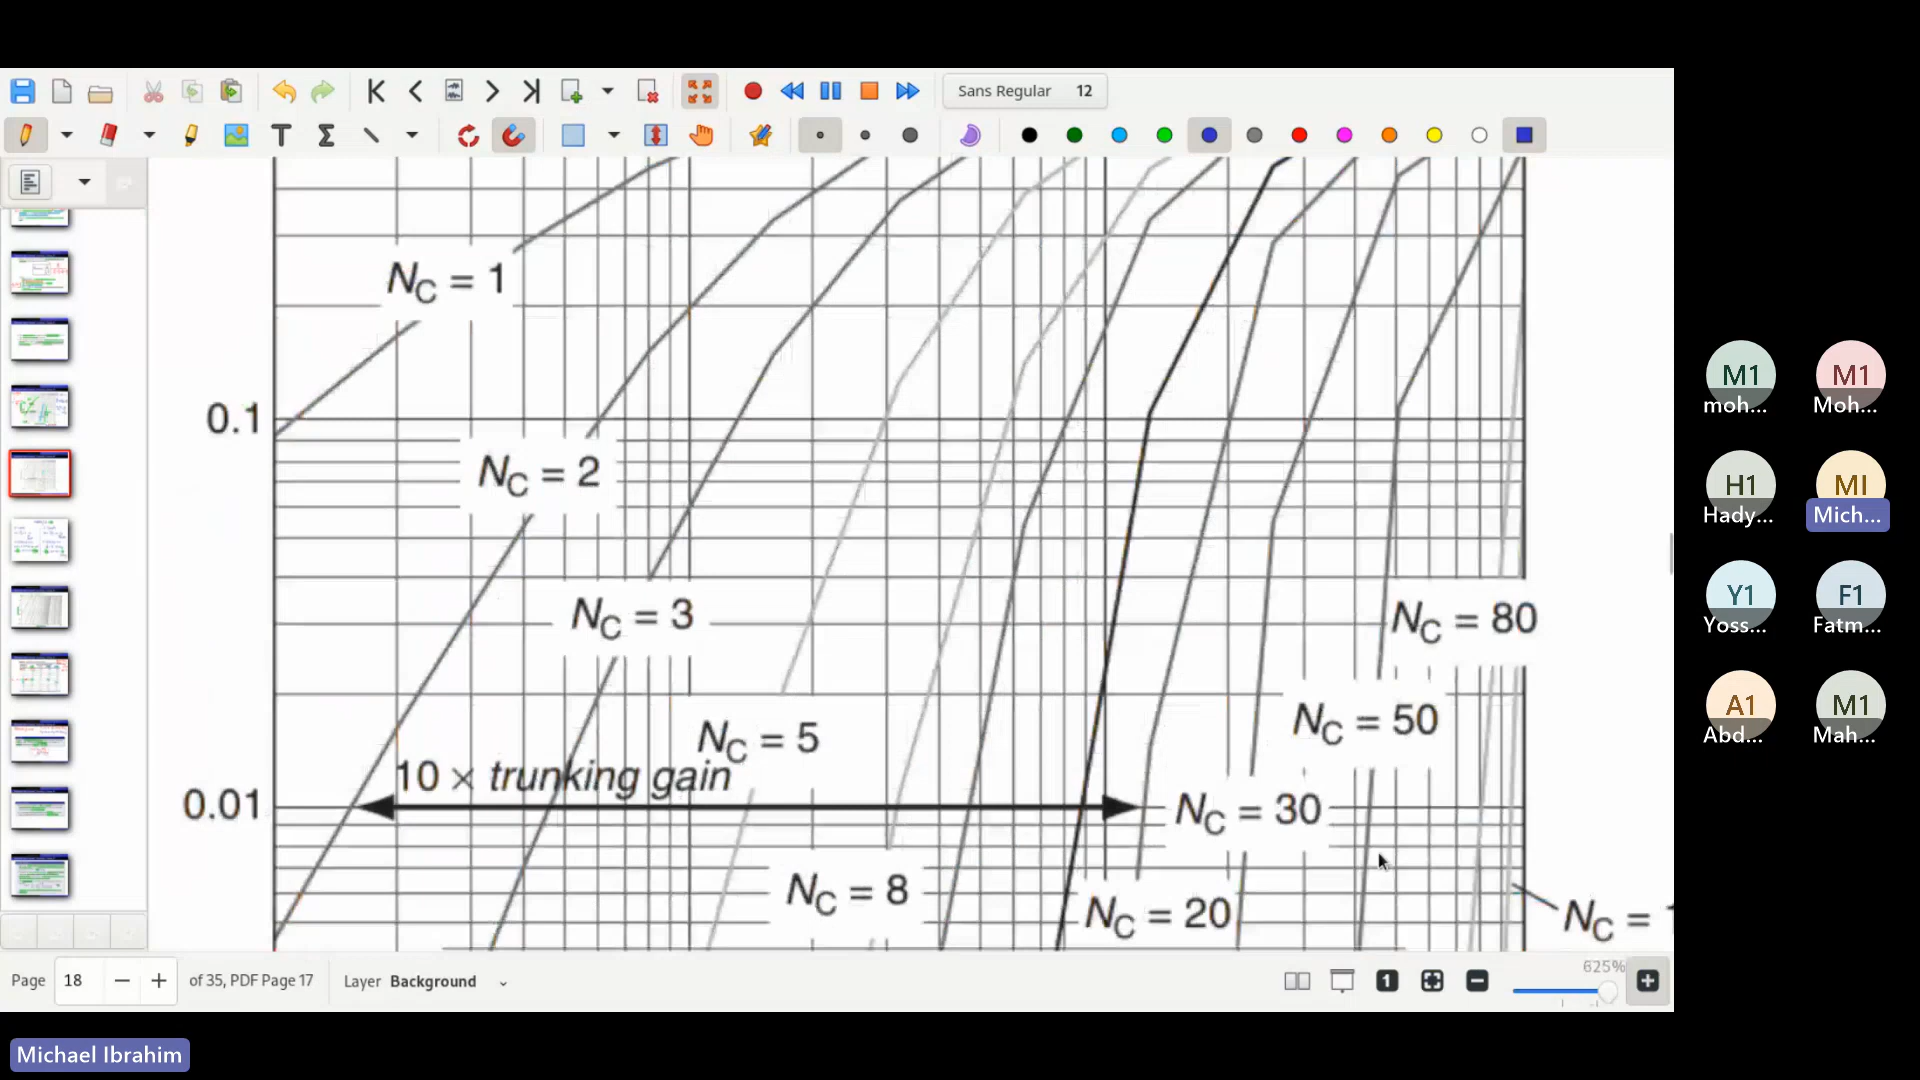 Sans Regular 12
N_C = 1
0.1
N_C = 2
N_C = 3
N_C = 80
N_C = 5
N_C = 50
10 × trunking gain
0.01
N_C = 30
N_C = 8
N_C = 20
N_C =
Page 18 of 35, PDF Page 17
Layer Background
625%
M1
moh...
M1
Moh...
H1
Hady...
MI
Mich...
Y1
Yoss...
F1
Fatm...
A1
Abd...
M1
Mah...
Michael Ibrahim